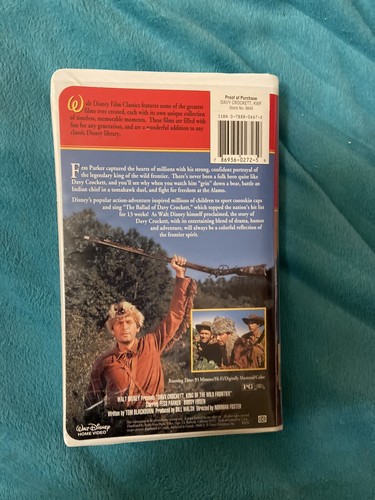 Proof of Purchase
DAVY CROCKETT, KWF
Walt Disney Film Classics features some of the greatest
films ever created, each with its own unique collection
of timeless, memorable moments. These films are filled with
fun for any generation, and are a wonderful addition to any
classic Disney library.
Fess Parker captured the hearts of millions with his strong, confident portrayal of
the legendary king of the wild frontier. There's never been a folk hero quite like
Davy Crockett, and you'll see why when you watch him "grin" down a bear, battle an
Indian chief in a tomahawk duel, and fight for freedom at the Alamo.
Disney's popular action-adventure inspired millions of children to sport coonskin caps
and sing "The Ballad of Davy Crockett," which topped the nation's hit list
for 13 weeks! As Walt Disney himself proclaimed, the story of
Davy Crockett, with its entertaining blend of drama, humor
and adventure, will always be a colorful reflection of
the frontier spirit.
Running Time: 93 Minutes/Hi-Fi/Digitally Mastered/Color
PG
WALT DISNEY Presents "DAVY CROCKETT, KING OF THE WILD FRONTIER"
Starring FESS PARKER BUDDY EBSEN
Written by TOM BLACKBURN Produced by BILL WALSH Directed by NORMAN FOSTER
WALT DISNEY
HOME VIDEO